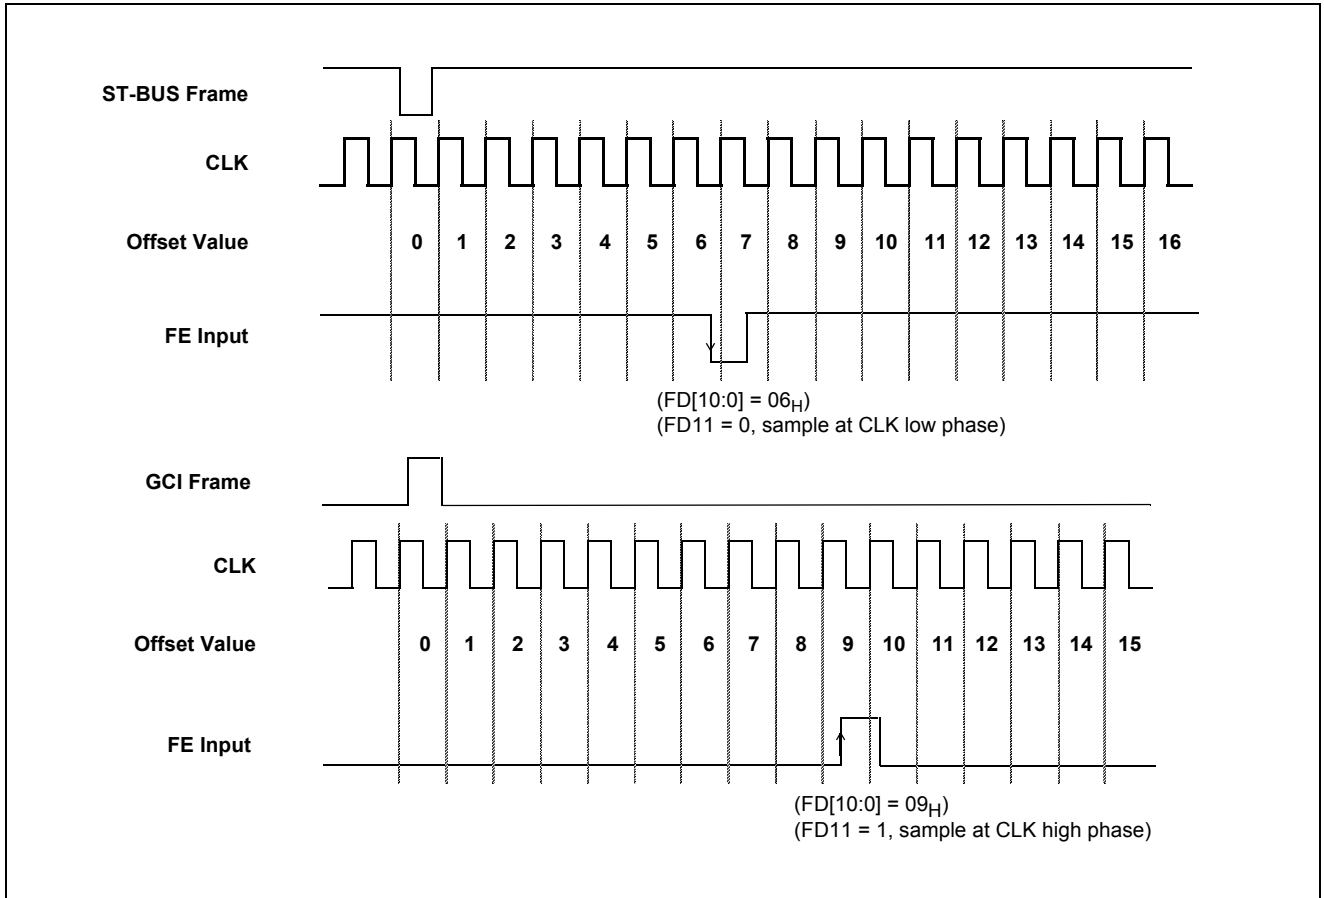 ST-BUS Frame
CLK
Offset Value 0 1 2 3 4 5 6 7 8 9 10 11 12 13 14 15 16
FE Input
(FD[10:0] = 06H)
(FD11 = 0, sample at CLK low phase)
GCI Frame
CLK
Offset Value 0 1 2 3 4 5 6 7 8 9 10 11 12 13 14 15
FE Input
(FD[10:0] = 09H)
(FD11 = 1, sample at CLK high phase)